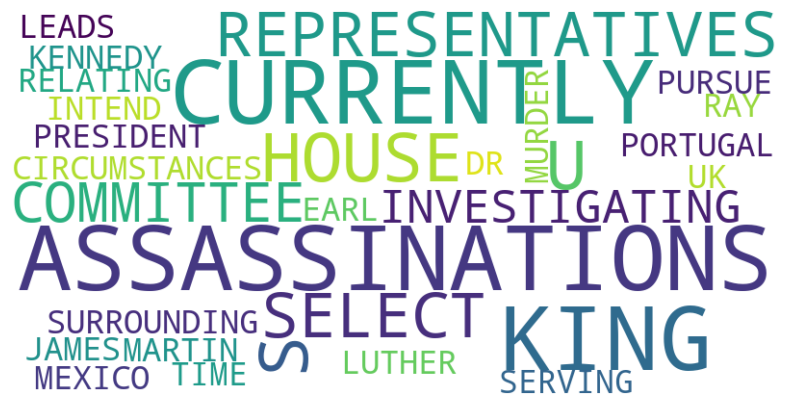 LEADS REPRESENTATIVES
KENNEDY CURRENTLY
RELATING PURSUE
INTEND MURDER RAY
PRESIDENT HOUSE U PORTUGAL
CIRCUMSTANCES DR UK
COMMITTEE EARL INVESTIGATING
ASSASSINATIONS
SURROUNDING SELECT KING
JAMES MARTIN S LUTHER
MEXICO TIME SERVING